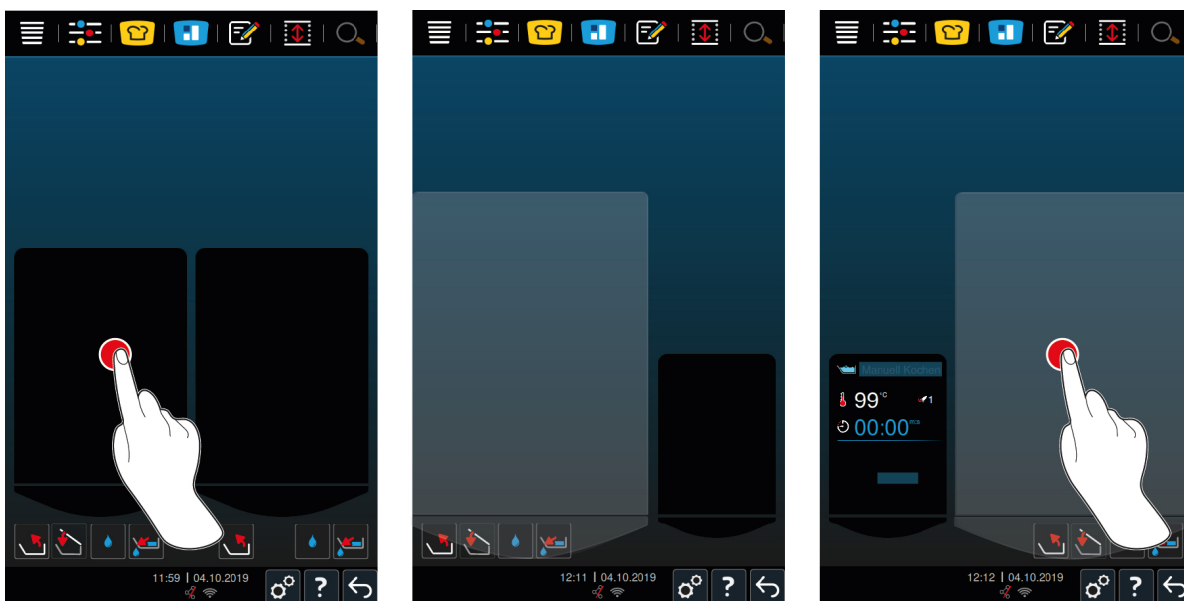 11:59 | 04.10.2019
?
12:11 | 04.10.2019
?
Manuell Kochen
99 °C
1
00:00 m:s
12:12 | 04.10.2019
?